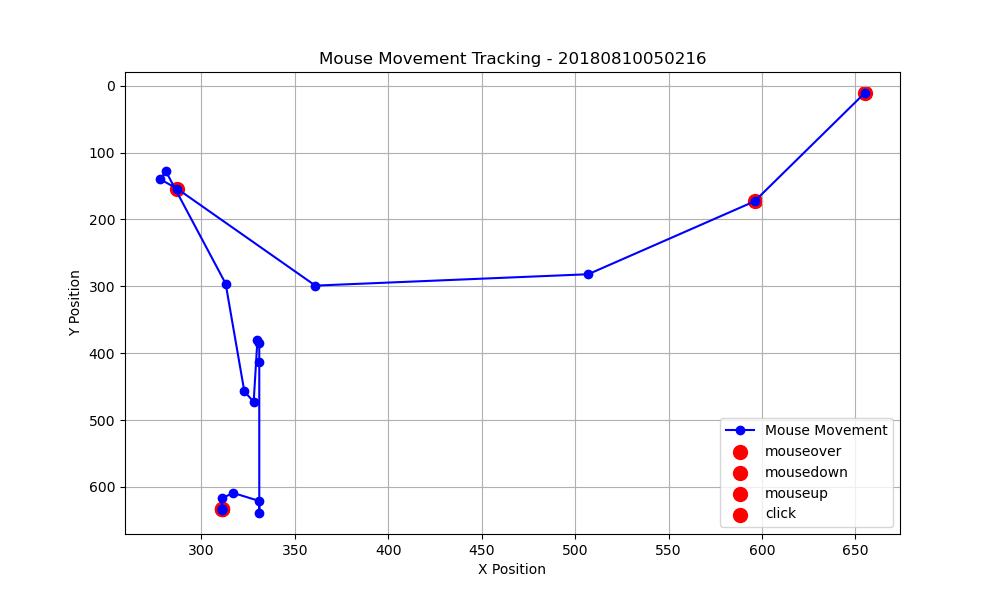 Mouse Movement Tracking - 20180810050216
0
100
200
300
400
500
600
Y Position
300
350
400
450
500
550
600
650
X Position
Mouse Movement
mouseover
mousedown
mouseup
click